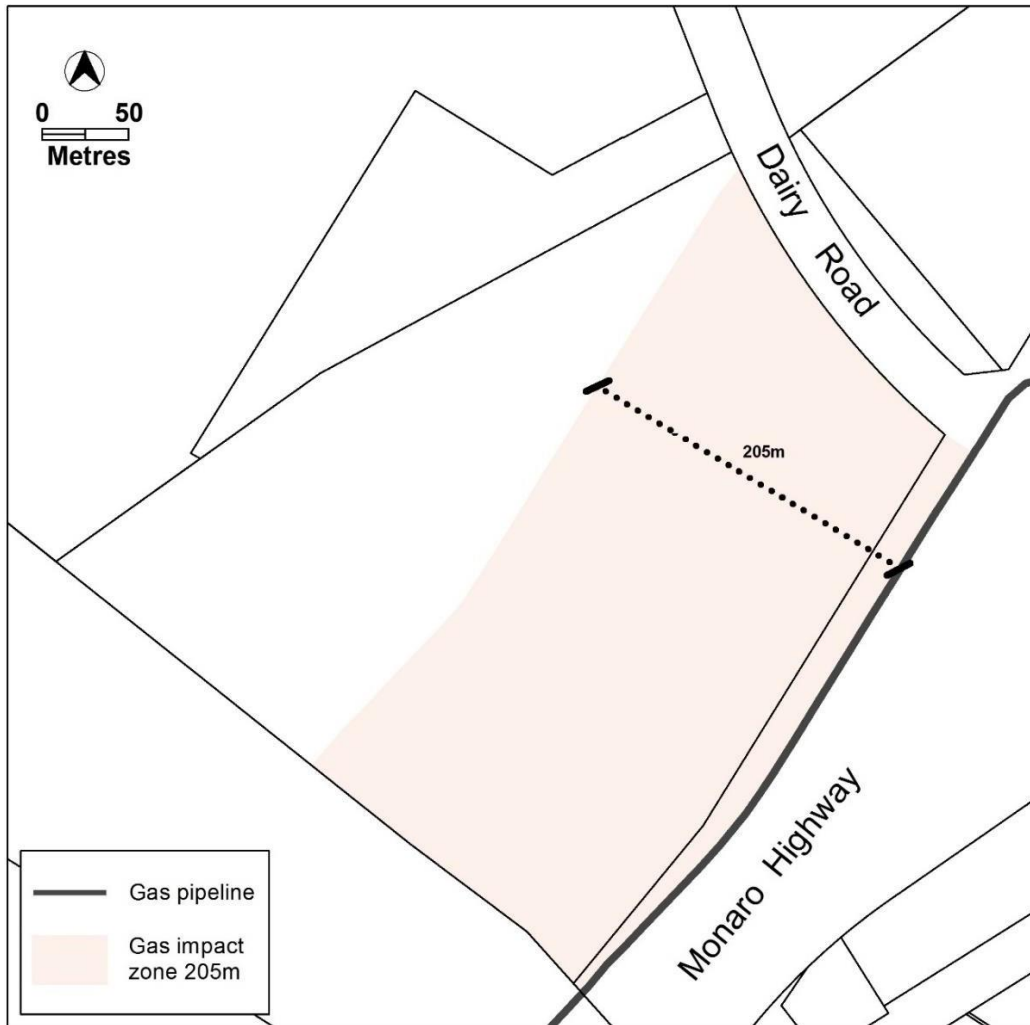 0 50
Metres
Dairy Road
205m
Monaro Highway
Gas pipeline
Gas impact
zone 205m